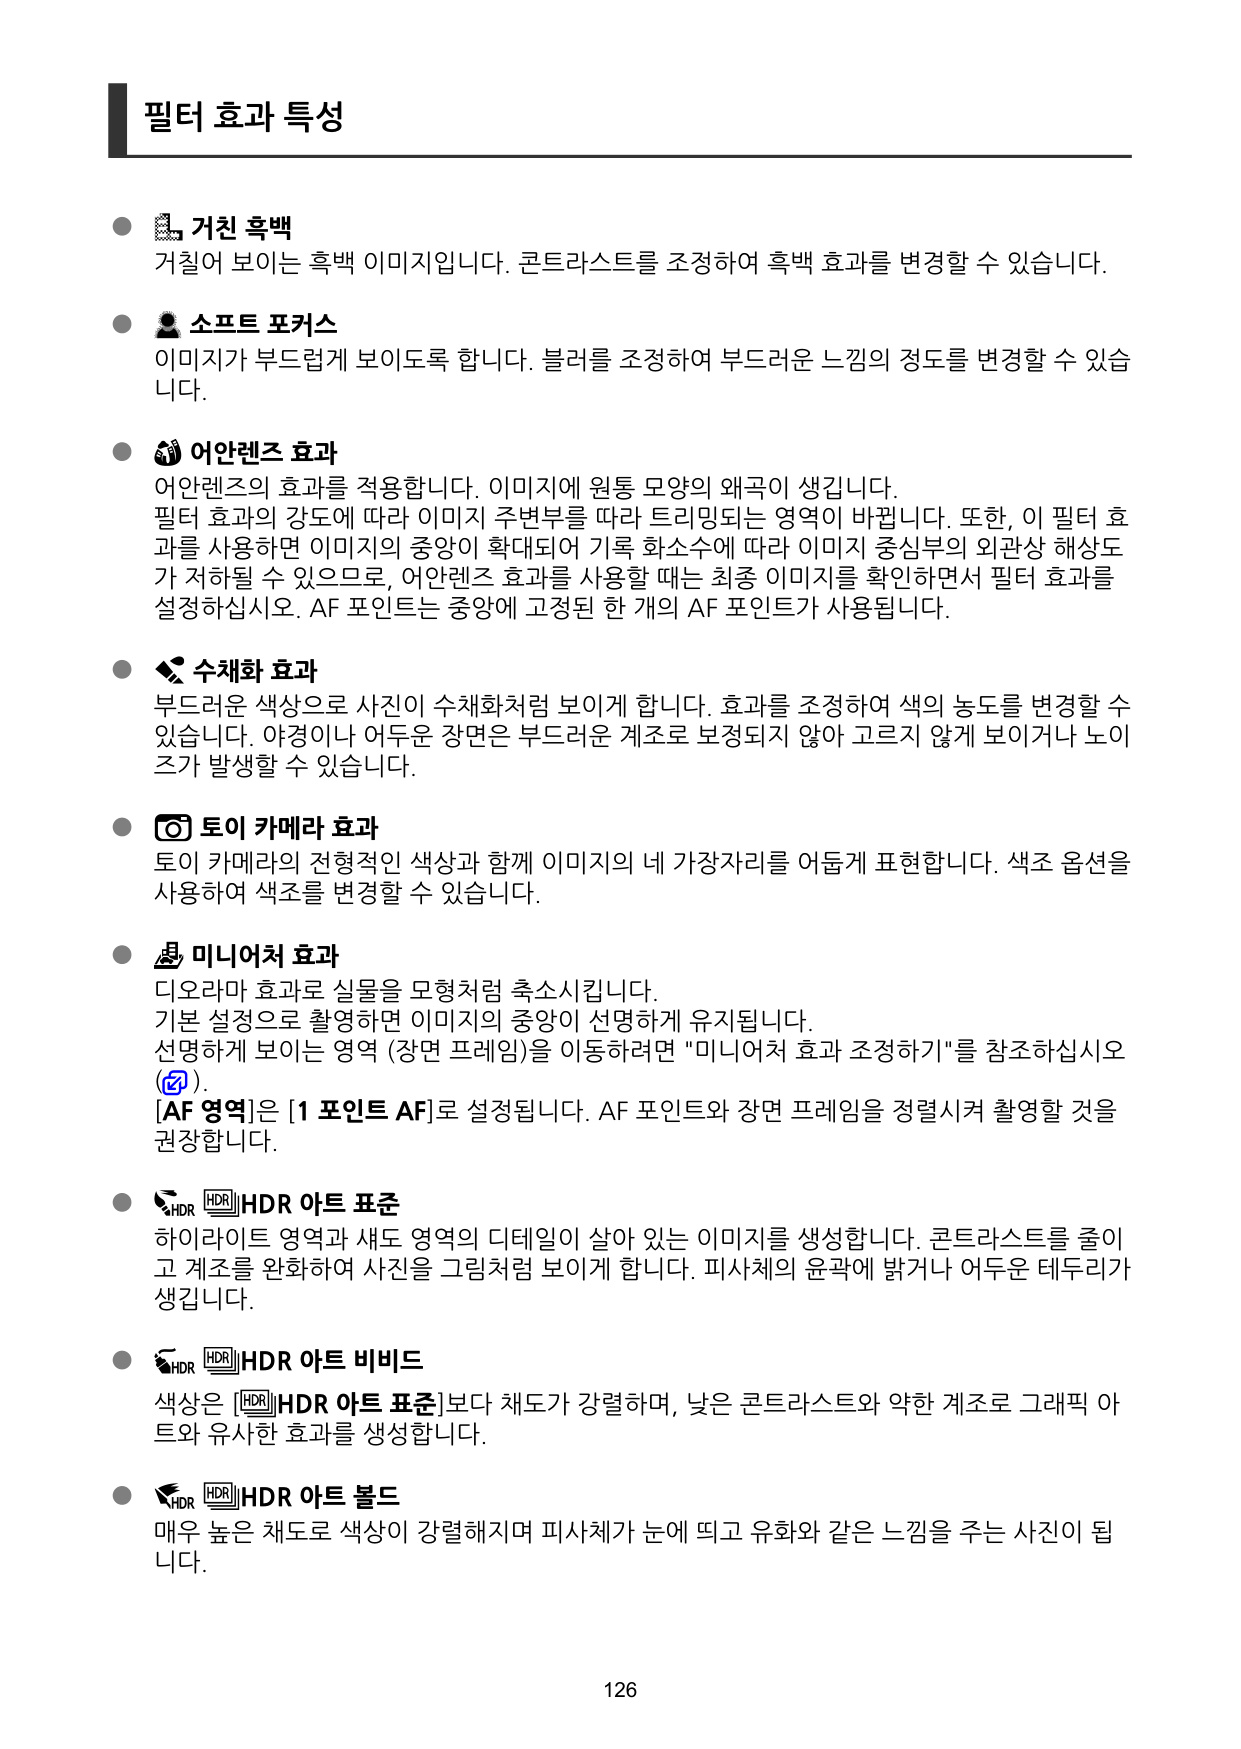 필터 효과 특성
● 거친 흑백
거칠어 보이는 흑백 이미지입니다. 콘트라스트를 조정하여 흑백 효과를 변경할 수 있습니다.
● 소프트 포커스
이미지가 부드럽게 보이도록 합니다. 블러를 조정하여 부드러운 느낌의 정도를 변경할 수 있습
니다.
● 어안렌즈 효과
어안렌즈의 효과를 적용합니다. 이미지에 원통 모양의 왜곡이 생깁니다.
필터 효과의 강도에 따라 이미지 주변부를 따라 트리밍되는 영역이 바뀝니다. 또한, 이 필터 효
과를 사용하면 이미지의 중앙이 확대되어 기록 화소수에 따라 이미지 중심부의 외관상 해상도
가 저하될 수 있으므로, 어안렌즈 효과를 사용할 때는 최종 이미지를 확인하면서 필터 효과를
설정하십시오. AF 포인트는 중앙에 고정된 한 개의 AF 포인트가 사용됩니다.
● 수채화 효과
부드러운 색상으로 사진이 수채화처럼 보이게 합니다. 효과를 조정하여 색의 농도를 변경할 수
있습니다. 야경이나 어두운 장면은 부드러운 계조로 보정되지 않아 고르지 않게 보이거나 노이
즈가 발생할 수 있습니다.
● 토이 카메라 효과
토이 카메라의 전형적인 색상과 함께 이미지의 네 가장자리를 어둡게 표현합니다. 색조 옵션을
사용하여 색조를 변경할 수 있습니다.
● 미니어처 효과
디오라마 효과로 실물을 모형처럼 축소시킵니다.
기본 설정으로 촬영하면 이미지의 중앙이 선명하게 유지됩니다.
선명하게 보이는 영역 (장면 프레임)을 이동하려면 "미니어처 효과 조정하기"를 참조하십시오
( ).
[AF 영역]은 [1 포인트 AF]로 설정됩니다. AF 포인트와 장면 프레임을 정렬시켜 촬영할 것을
권장합니다.
● HDR HDR HDR 아트 표준
하이라이트 영역과 섀도 영역의 디테일이 살아 있는 이미지를 생성합니다. 콘트라스트를 줄이
고 계조를 완화하여 사진을 그림처럼 보이게 합니다. 피사체의 윤곽에 밝거나 어두운 테두리가
생깁니다.
● HDR HDR HDR 아트 비비드
색상은 [HDR HDR 아트 표준]보다 채도가 강렬하며, 낮은 콘트라스트와 약한 계조로 그래픽 아
트와 유사한 효과를 생성합니다.
● HDR HDR HDR 아트 볼드
매우 높은 채도로 색상이 강렬해지며 피사체가 눈에 띄고 유화와 같은 느낌을 주는 사진이 됩
니다.
126